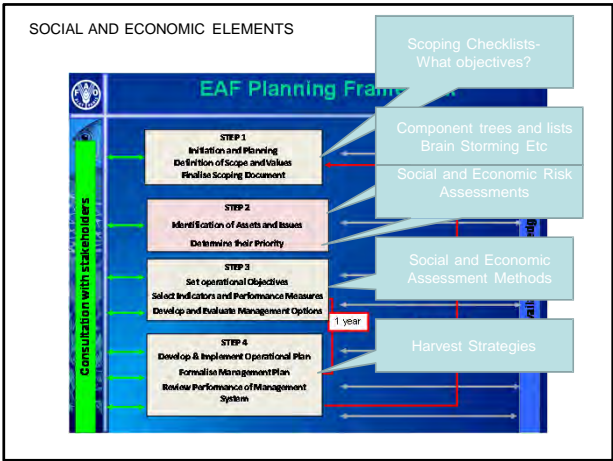 SOCIAL AND ECONOMIC ELEMENTS
Scoping Checklists-
What objectives?
EAF Planning
Component trees and lists
Brain Storming Etc
Social and Economic Risk
Assessments
Social and Economic
Assessment Methods
Harvest Strategies
STEP 1
Initiation and Planning
Definition of Scope and Values
Finalise Scoping Document
STEP 2
Identification of Assets and Issues
Determine their Priority
STEP 3
Set operational Objectives
Select Indicators and Performance Measures
Develop and Evaluate Management Options
1 year
STEP 4
Develop & Implement Operational Plan
Formalise Management Plan
Review Performance of Management
System
Consultation with stakeholders